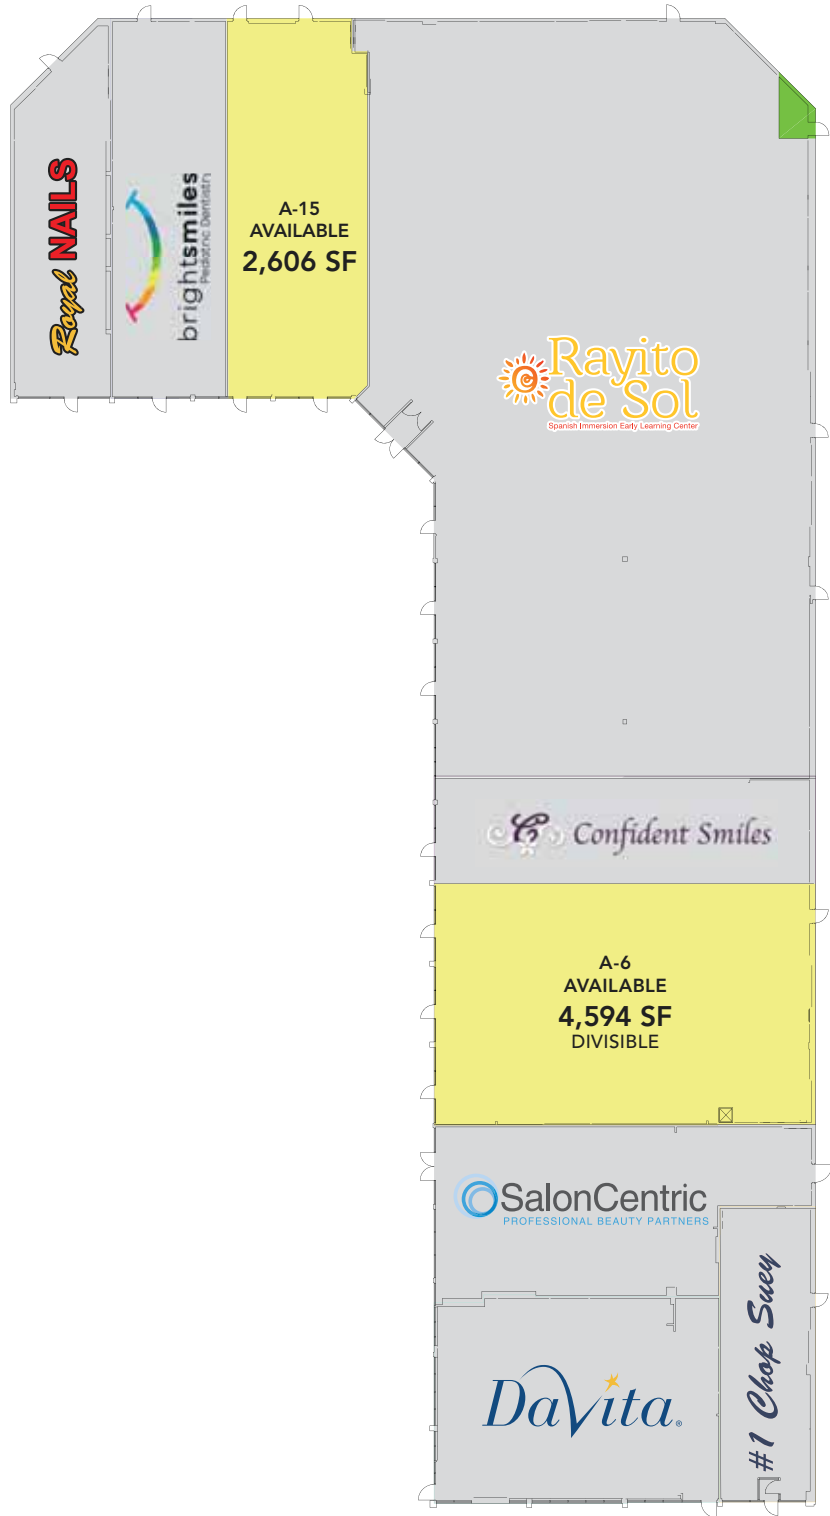 Royal NAILS
brightsmiles
Pediatric Dentistry
A-15
AVAILABLE
2,606 SF
Rayito
de Sol
Spanish Immersion Early Learning Center
Confident Smiles
A-6
AVAILABLE
4,594 SF
DIVISIBLE
SalonCentric
PROFESSIONAL BEAUTY PARTNERS
#1 Chop Suey
DaVita®